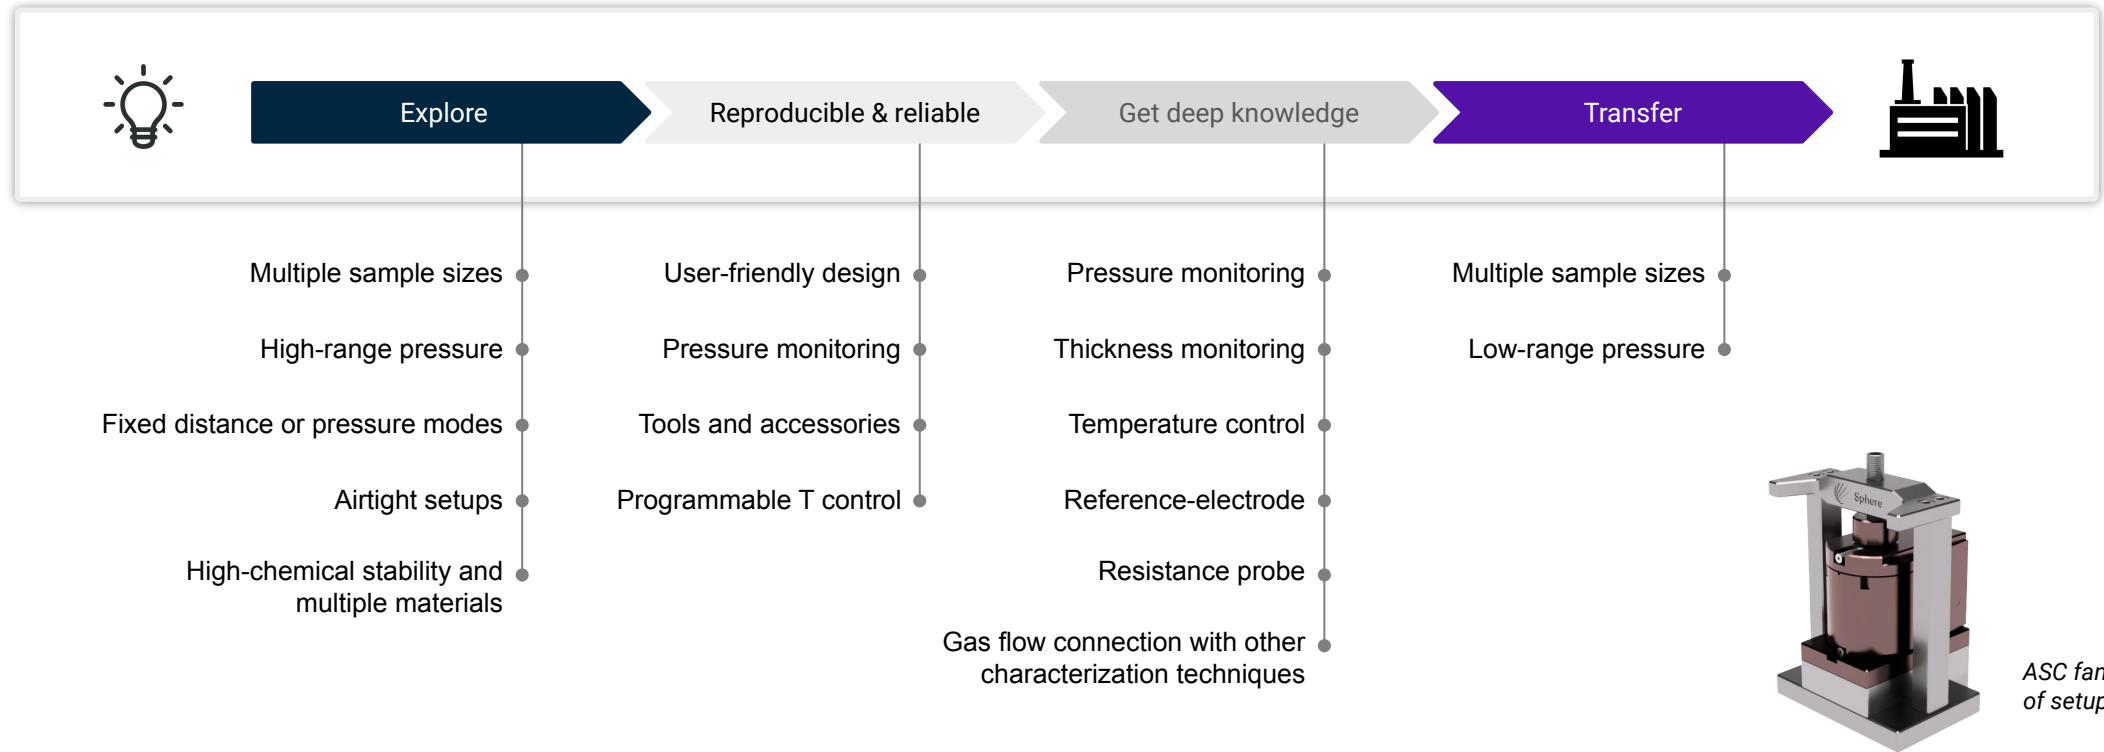 Explore
Reproducible & reliable
Get deep knowledge
Transfer
Multiple sample sizes
High-range pressure
Fixed distance or pressure modes
Airtight setups
High-chemical stability and
multiple materials
User-friendly design
Pressure monitoring
Tools and accessories
Programmable T control
Pressure monitoring
Thickness monitoring
Temperature control
Reference-electrode
Resistance probe
Gas flow connection with other
characterization techniques
Multiple sample sizes
Low-range pressure
Sphere
ASC
of